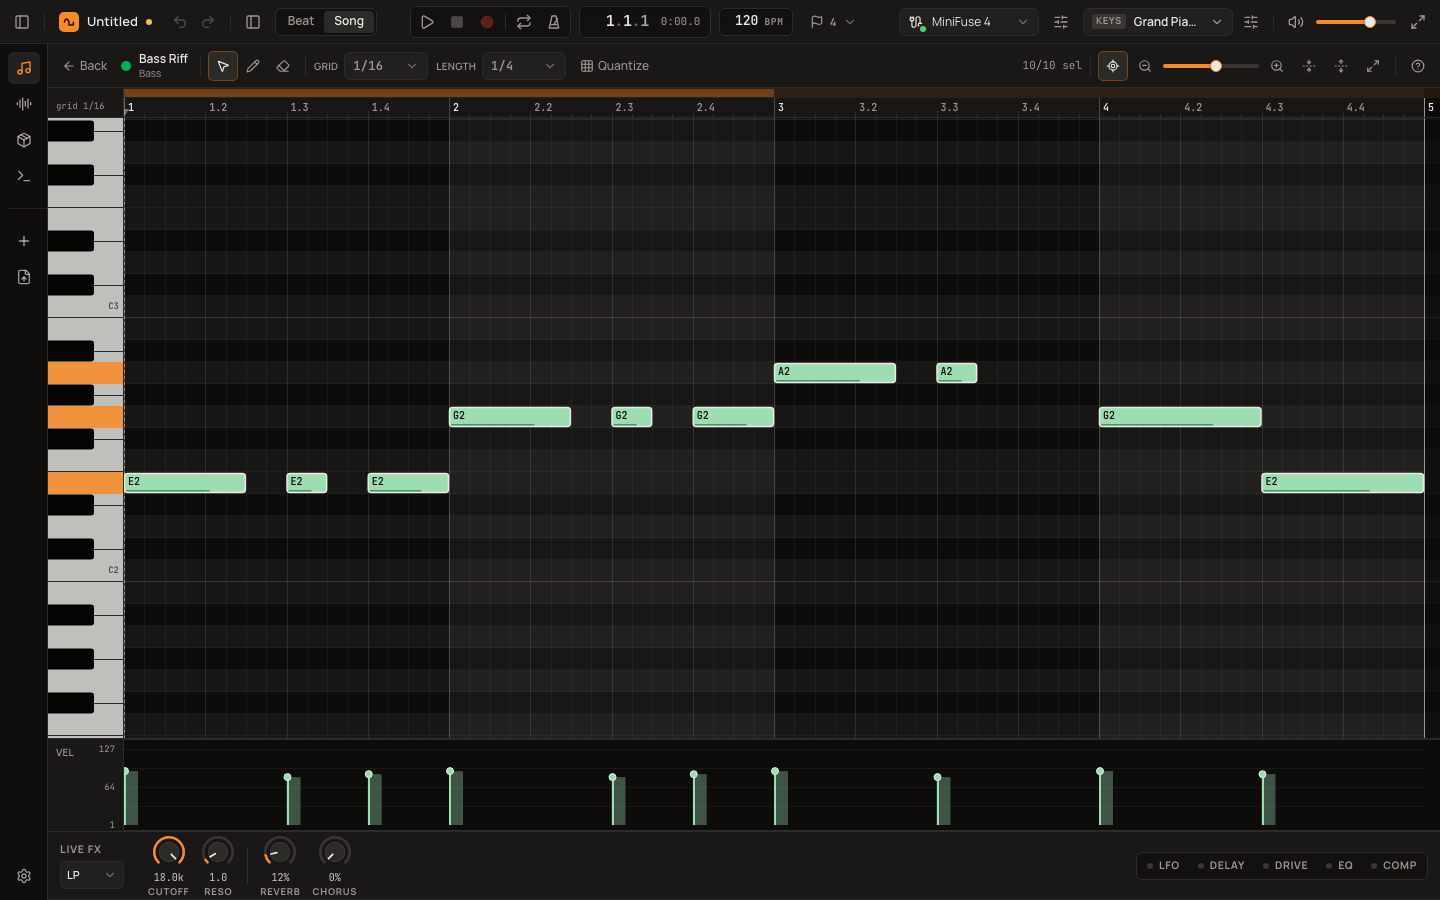 Untitled
Beat Song
1.1.1 0:00.0
120 BPM
4
MiniFuse 4
KEYS Grand Pia...
Back
Bass Riff
Bass
GRID 1/16
LENGTH 1/4
Quantize
10/10 sel
grid 1/16
1 1.2 1.3 1.4 2 2.2 2.3 2.4 3 3.2 3.3 3.4 4 4.2 4.3 4.4 5
C3
A2 A2
G2 G2 G2 G2
E2 E2 E2 E2
C2
VEL 127
64
1
LIVE FX
LP
18.0k 1.0 12% 0%
CUTOFF RESO REVERB CHORUS
LFO DELAY DRIVE EQ COMP